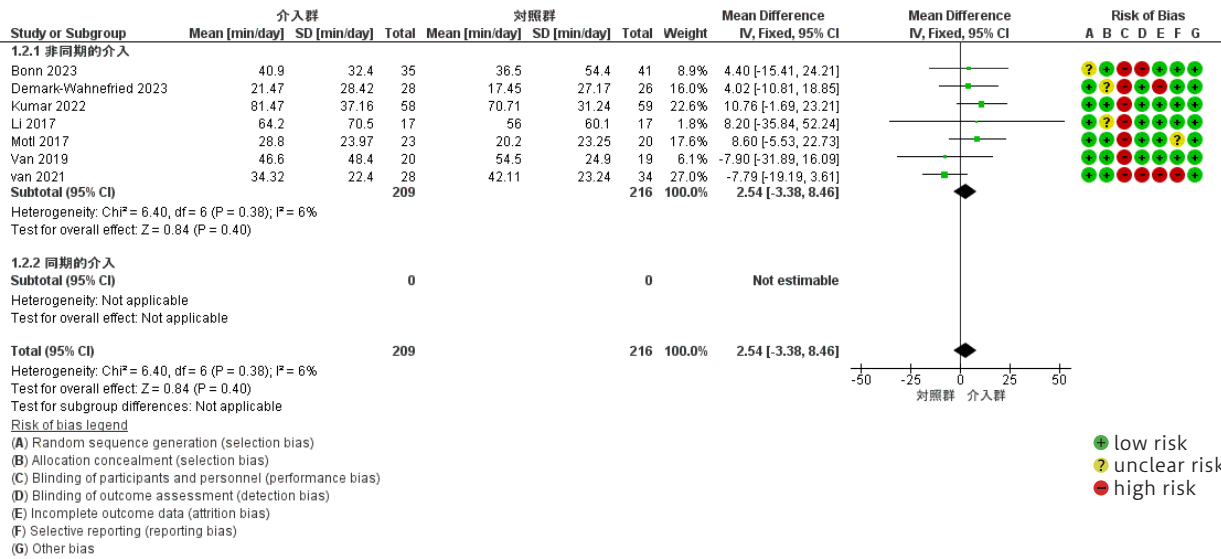 介入群 対照群 Mean Difference Mean Difference Risk of Bias
Study or Subgroup Mean [min/day] SD [min/day] Total Mean [min/day] SD [min/day] Total Weight IV, Fixed, 95% CI IV, Fixed, 95% CI A B C D E F G
1.2.1 非同期的介入
Bonn 2023 40.9 32.4 35 36.5 54.4 41 8.9% 4.40 [-15.41, 24.21] ? + - - + + +
Demark-Wahnefried 2023 21.47 28.42 28 17.45 27.17 26 16.0% 4.02 [-10.81, 18.85] + ? - + - + +
Kumar 2022 81.47 37.16 58 70.71 31.24 59 22.6% 10.76 [-1.69, 23.21] + + - + + + +
Li 2017 64.2 70.5 17 56 60.1 17 1.8% 8.20 [-35.84, 52.24] + ? - + + + +
Motl 2017 28.8 23.97 23 20.2 23.25 20 17.6% 8.60 [-5.53, 22.73] + + - + + ? +
Van 2019 46.6 48.4 20 54.5 24.9 19 6.1% -7.90 [-31.89, 16.09] + + - + + + +
van 2021 34.32 22.4 28 42.11 23.24 34 27.0% -7.79 [-19.19, 3.61] + + - - - - +
Subtotal (95% CI) 209 216 100.0% 2.54 [-3.38, 8.46]
Heterogeneity: Chi² = 6.40, df = 6 (P = 0.38); I² = 6%
Test for overall effect: Z = 0.84 (P = 0.40)
1.2.2 同期的介入
Subtotal (95% CI) 0 0 Not estimable
Heterogeneity: Not applicable
Test for overall effect: Not applicable
Total (95% CI) 209 216 100.0% 2.54 [-3.38, 8.46]
Heterogeneity: Chi² = 6.40, df = 6 (P = 0.38); I² = 6%
Test for overall effect: Z = 0.84 (P = 0.40)
Test for subgroup differences: Not applicable
-50 -25 0 25 50
対照群 介入群
Risk of bias legend
(A) Random sequence generation (selection bias)
(B) Allocation concealment (selection bias)
(C) Blinding of participants and personnel (performance bias)
(D) Blinding of outcome assessment (detection bias)
(E) Incomplete outcome data (attrition bias)
(F) Selective reporting (reporting bias)
(G) Other bias
+ low risk
? unclear risk
- high risk